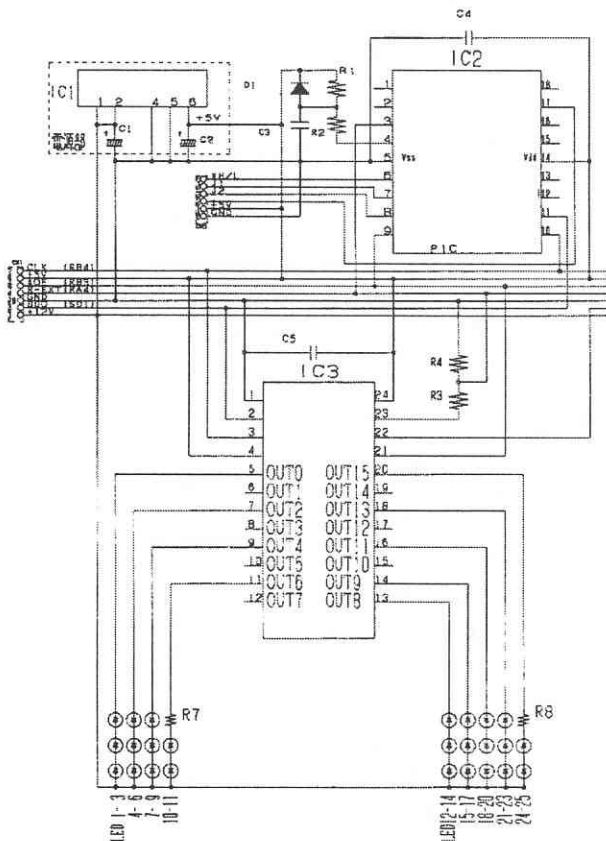 C4
IC1
1 2 4 5 6
+5V
C1
C2
D1
C3
R1
R2
IC2
1
2
3
4
5 Vss
6
7
8
9
18
17
16
15
Vdd 14
13
12
11
10
PIC
J2
+5V
GND
CLK (RB4)
GND
+12V
C5
IC3
R4
R3
1
2
3
4
5 OUT0
6 OUT1
7 OUT2
8 OUT3
9 OUT4
10 OUT5
11 OUT6
12 OUT7
24
23
22
21
OUT15 20
OUT14 19
OUT13 18
OUT12 17
OUT11 16
OUT10 15
OUT9 14
OUT8 13
R7
R8
LED 1-3
4-6
7-9
10-11
LED12-14
15-17
18-20
21-23
24-25